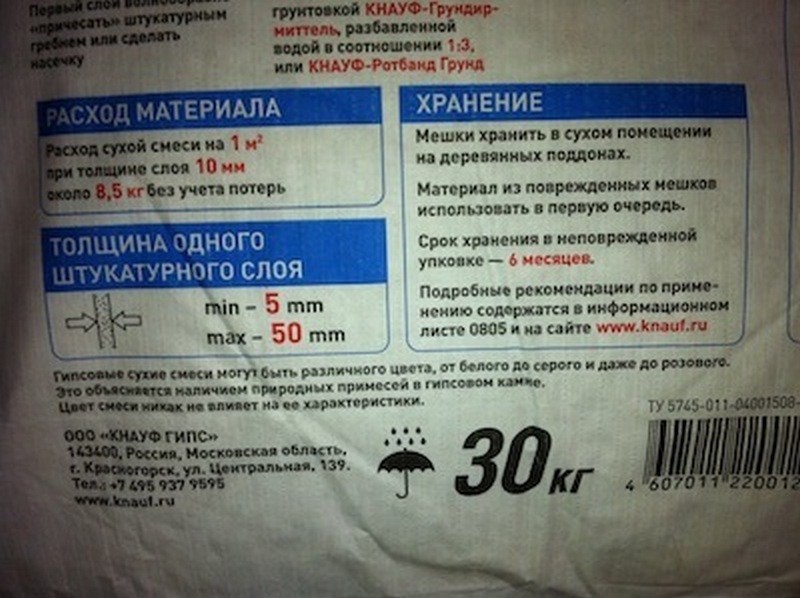 Первый слой волнообразно
«причесать» штукатурным
гребнем или сделать
насечку
грунтовкой КНАУФ-Грундир-
миттель, разбавленной
водой в соотношении 1:3,
или КНАУФ-Ротбанд Грунд
РАСХОД МАТЕРИАЛА
Расход сухой смеси на 1 м²
при толщине слоя 10 мм
около 8,5 кг без учета потерь
ТОЛЩИНА ОДНОГО
ШТУКАТУРНОГО СЛОЯ
min – 5 mm
max – 50 mm
ХРАНЕНИЕ
Мешки хранить в сухом помещении
на деревянных поддонах.
Материал из поврежденных мешков
использовать в первую очередь.
Срок хранения в неповрежденной
упковке — 6 месяцев.
Подробные рекомендации по приме-
нению содержатся в информационном
листе 0805 и на сайте www.knauf.ru
Гипсовые сухие смеси могут быть различного цвета, от белого до серого и даже до розового.
Это объясняется наличием природных примесей в гипсовом камне.
Цвет смеси никак не влияет на ее характеристики.
ООО «КНАУФ ГИПС»
143400, Россия, Московская область,
г. Красногорск, ул. Центральная, 139.
Тел.: +7 495 937 9595
www.knauf.ru
30 кг
ТУ 5745-011-04001508-
4 607011 220012